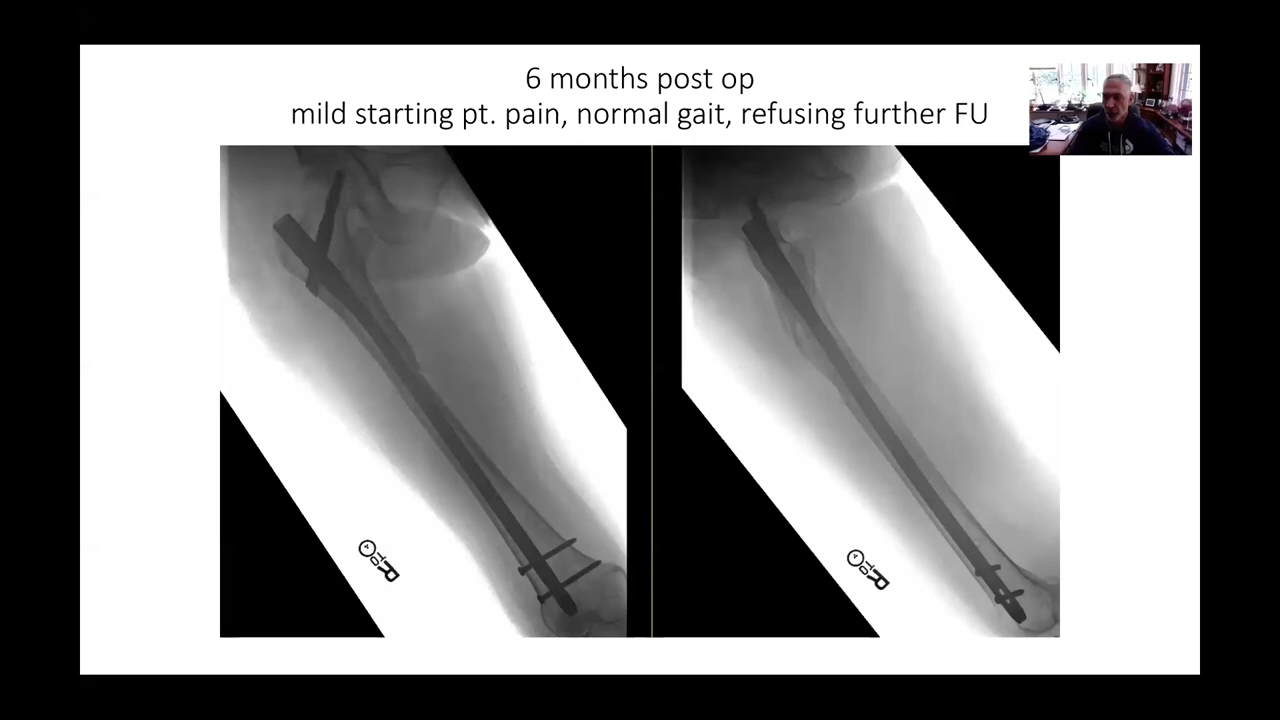 6 months post op
mild starting pt. pain, normal gait, refusing further FU
R
R